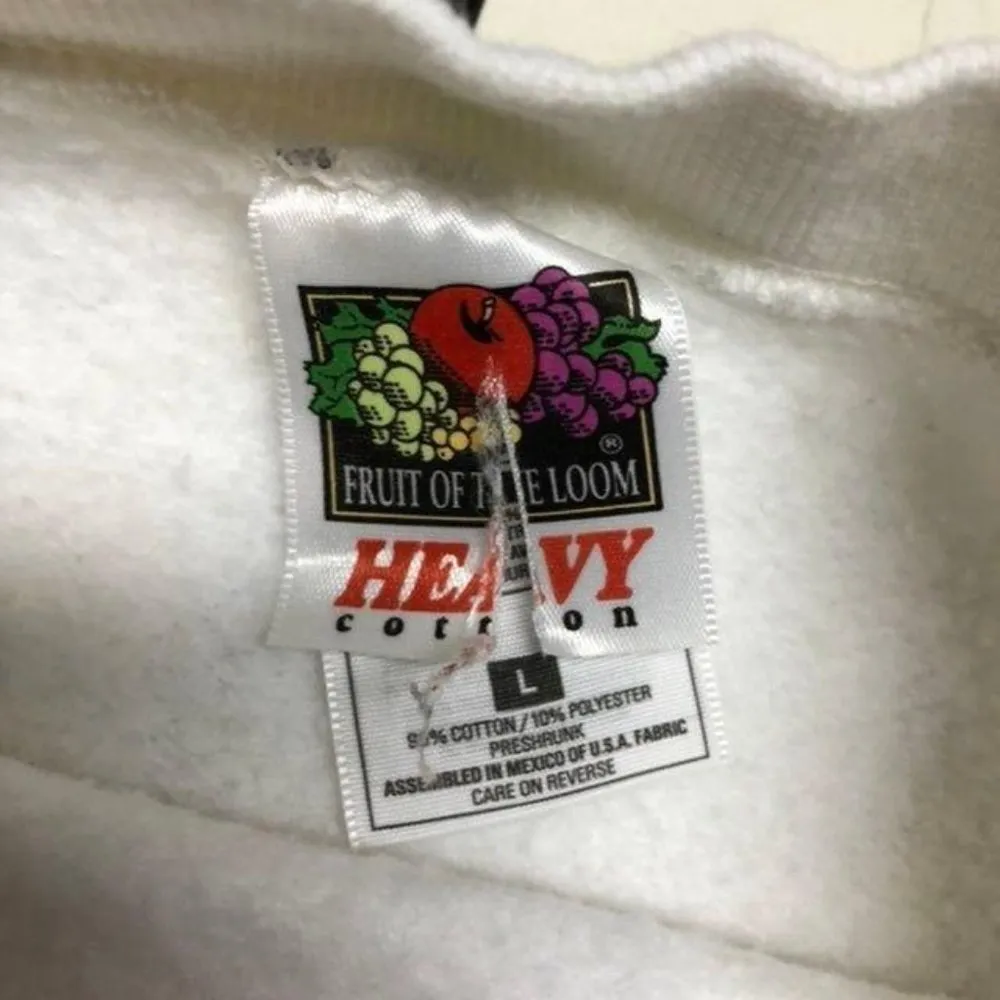 ®
FRUIT OF THE LOOM
HEAVY
cotton
L
90% COTTON/10% POLYESTER
PRESHRUNK
ASSEMBLED IN MEXICO OF U.S.A. FABRIC
CARE ON REVERSE